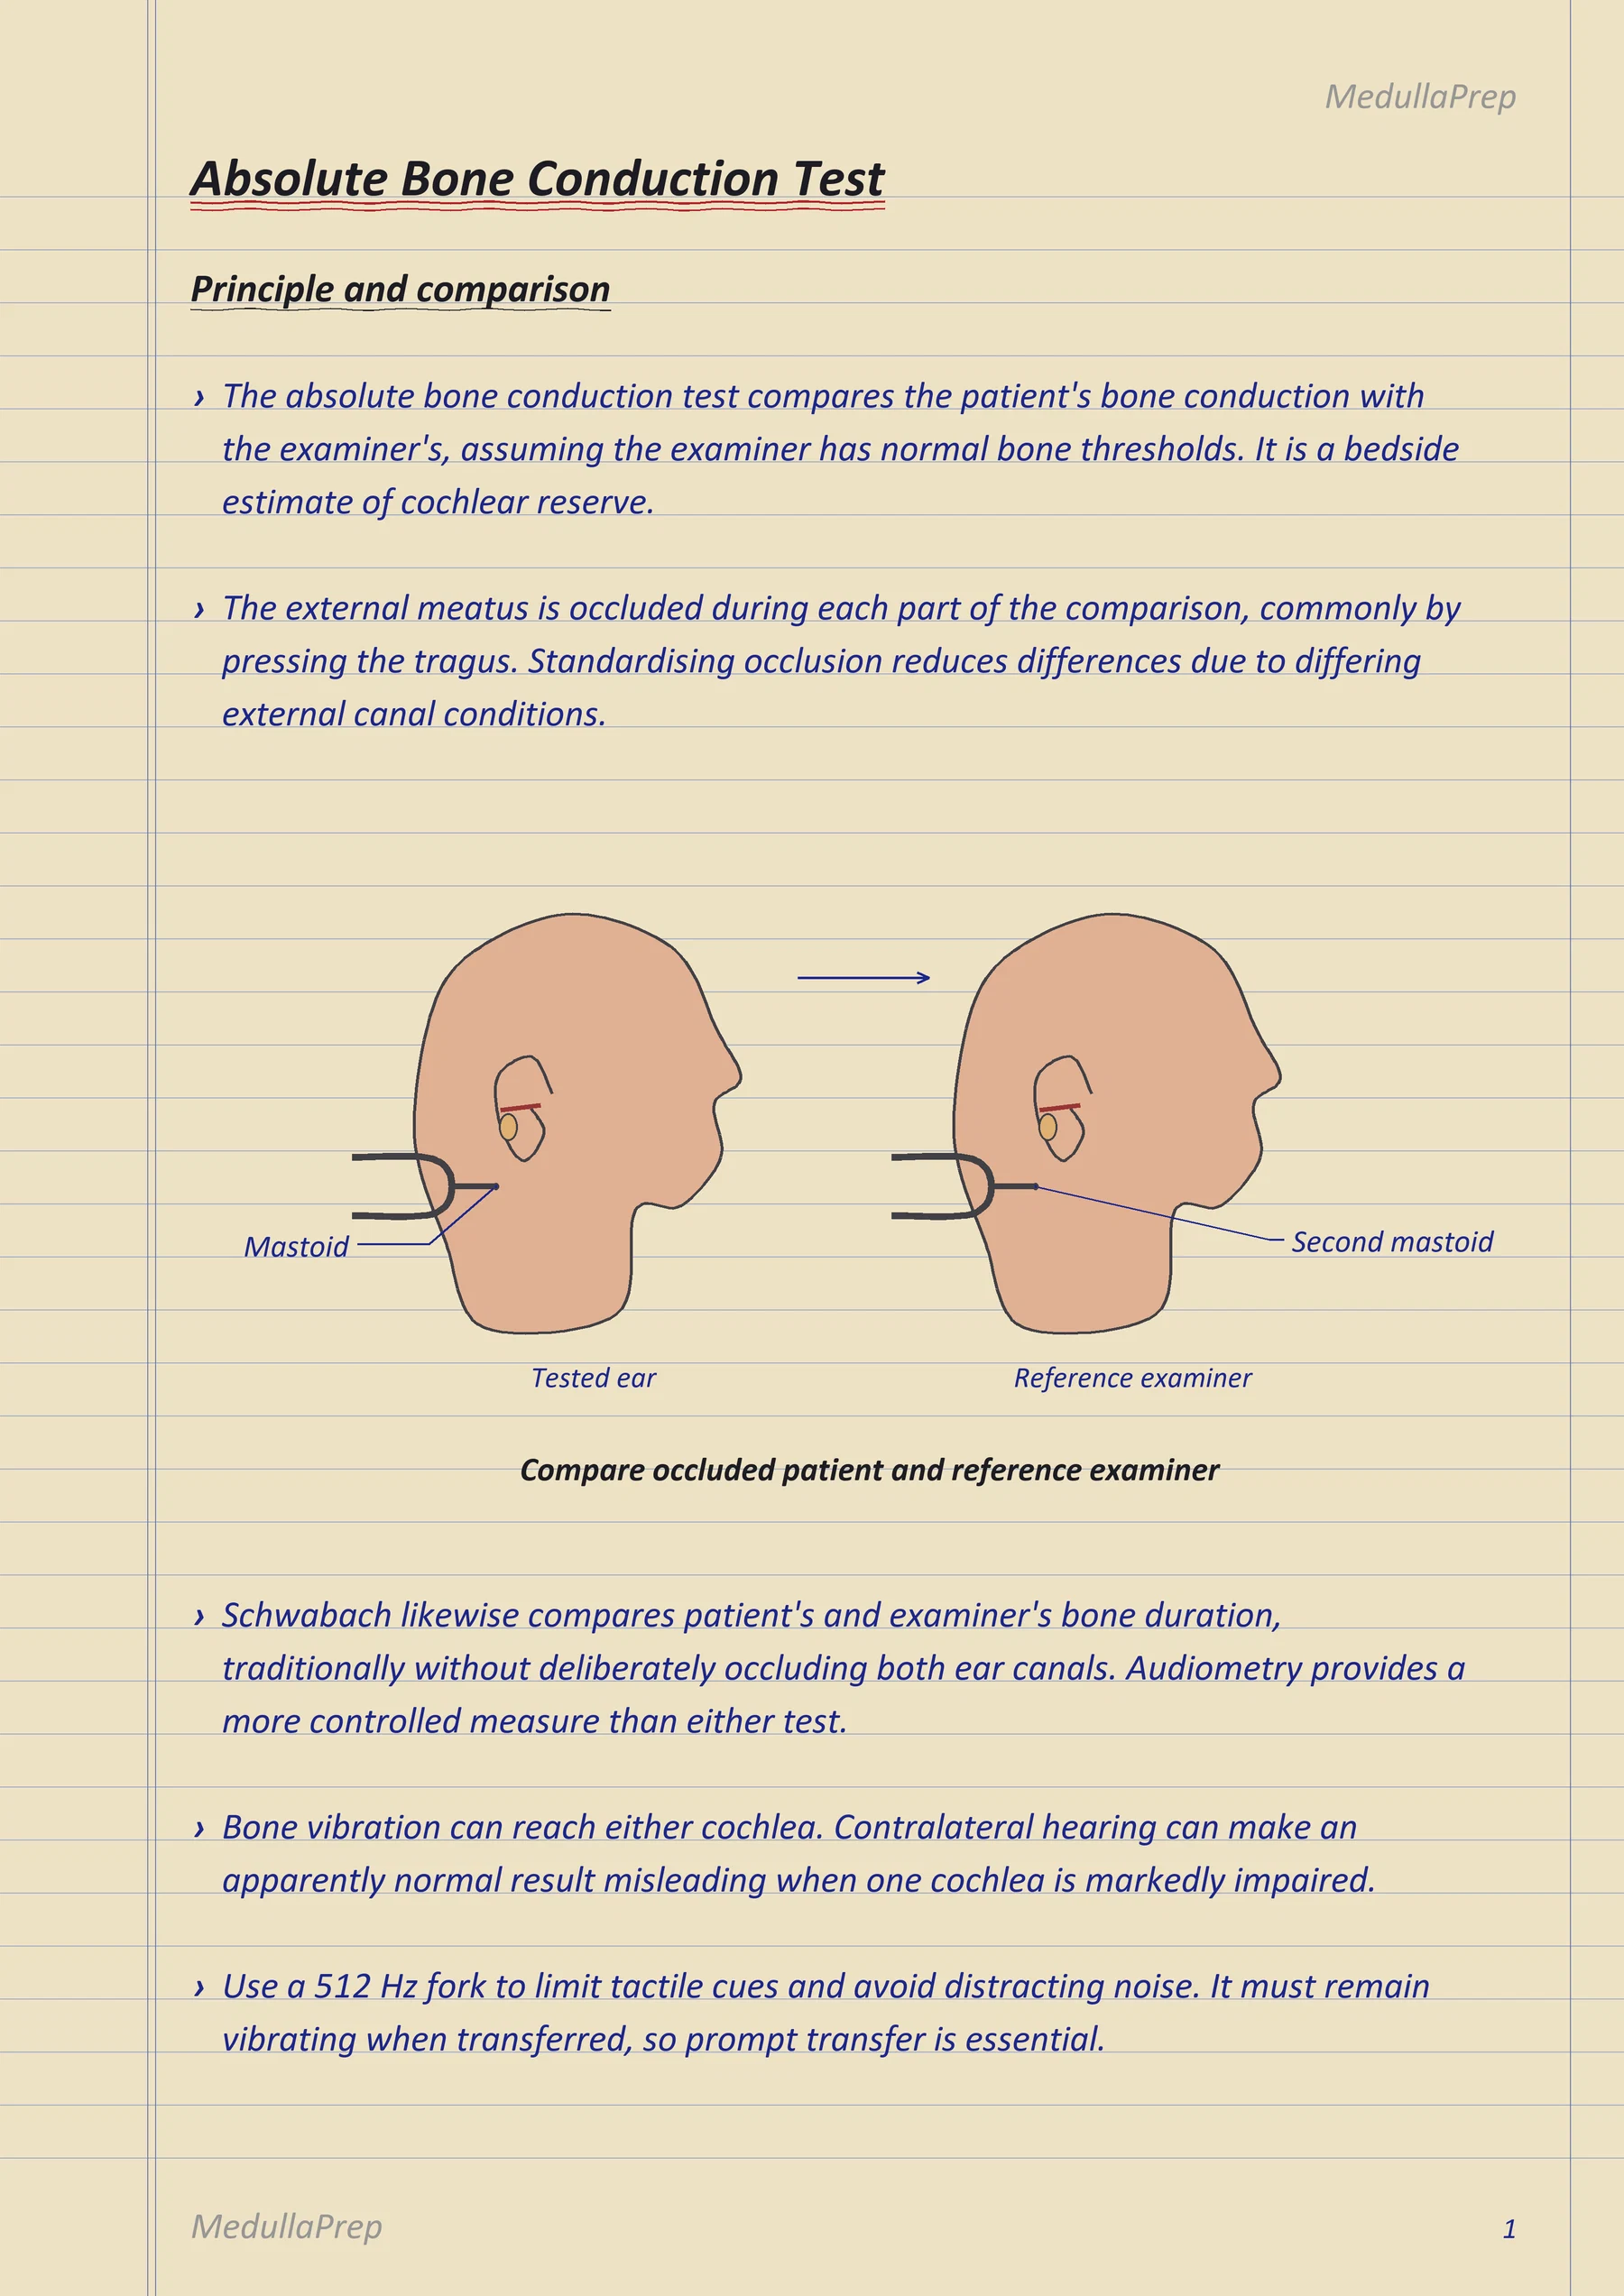 MedullaPrep
Absolute Bone Conduction Test
Principle and comparison
› The absolute bone conduction test compares the patient's bone conduction with
the examiner's, assuming the examiner has normal bone thresholds. It is a bedside
estimate of cochlear reserve.
› The external meatus is occluded during each part of the comparison, commonly by
pressing the tragus. Standardising occlusion reduces differences due to differing
external canal conditions.
Mastoid
Second mastoid
Tested ear
Reference examiner
Compare occluded patient and reference examiner
› Schwabach likewise compares patient's and examiner's bone duration,
traditionally without deliberately occluding both ear canals. Audiometry provides a
more controlled measure than either test.
› Bone vibration can reach either cochlea. Contralateral hearing can make an
apparently normal result misleading when one cochlea is markedly impaired.
› Use a 512 Hz fork to limit tactile cues and avoid distracting noise. It must remain
vibrating when transferred, so prompt transfer is essential.
MedullaPrep
1